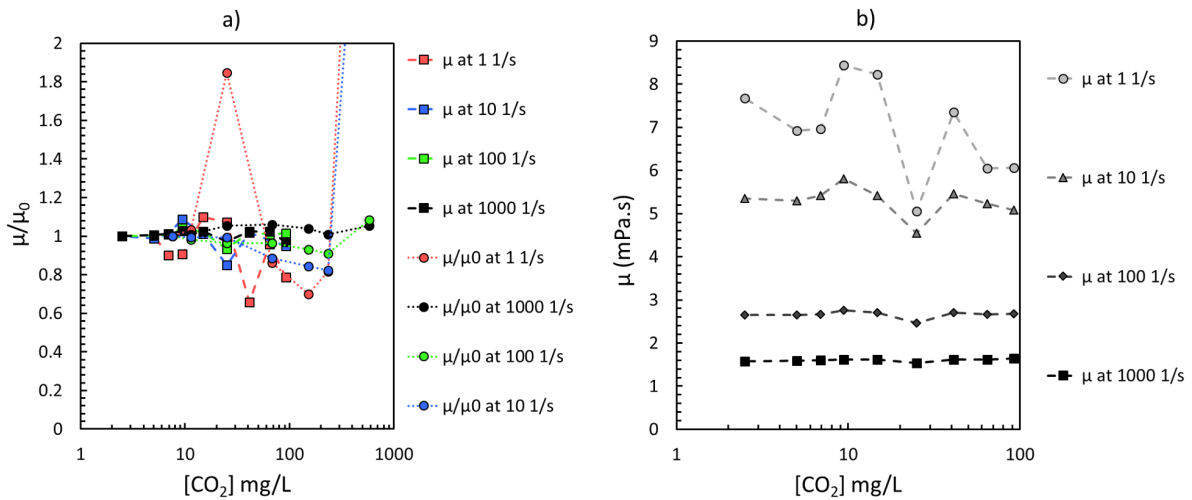 a)
μ/μ₀
2
1.8
1.6
1.4
1.2
1
0.8
0.6
0.4
0.2
0
1
10
100
1000
[CO₂] mg/L
μ at 1 1/s
μ at 10 1/s
μ at 100 1/s
μ at 1000 1/s
μ/μ0 at 1 1/s
μ/μ0 at 1000 1/s
μ/μ0 at 100 1/s
μ/μ0 at 10 1/s
b)
μ (mPa.s)
9
8
7
6
5
4
3
2
1
0
1
10
100
[CO₂] mg/L
μ at 1 1/s
μ at 10 1/s
μ at 100 1/s
μ at 1000 1/s